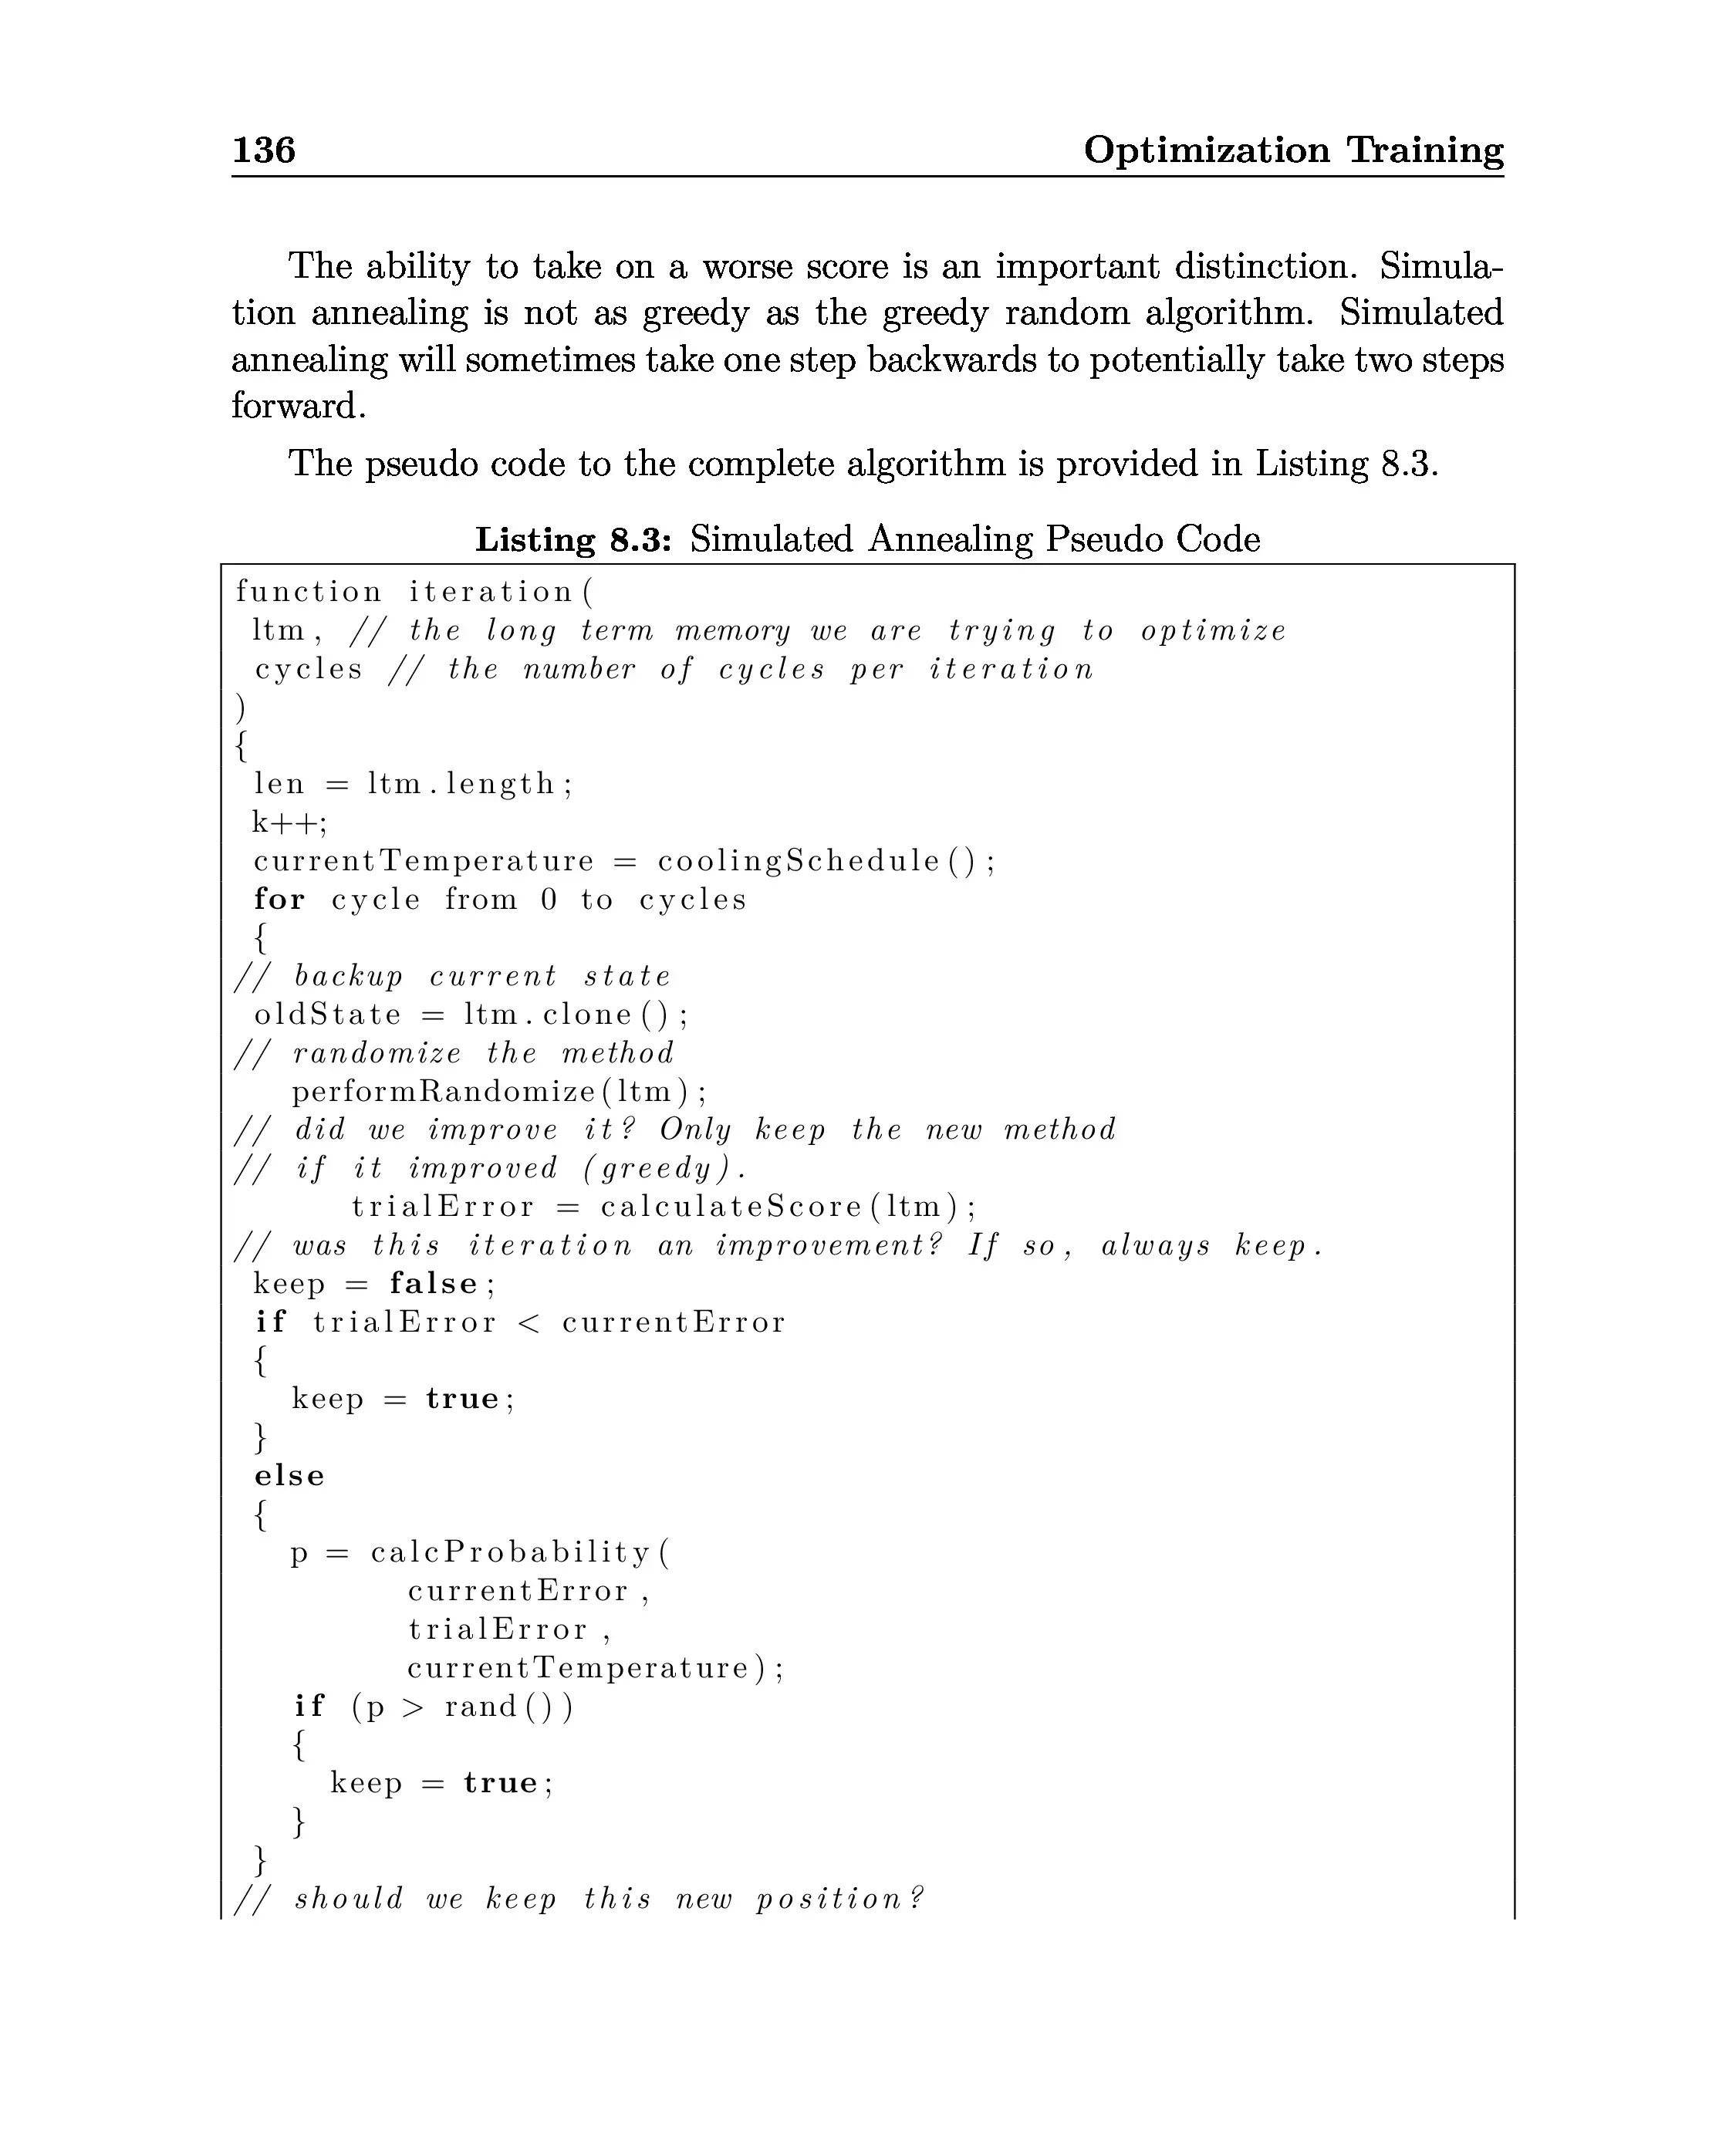 136 Optimization Training
The ability to take on a worse score is an important distinction. Simula-
tion annealing is not as greedy as the greedy random algorithm. Simulated
annealing will sometimes take one step backwards to potentially take two steps
forward.
The pseudo code to the complete algorithm is provided in Listing 8.3.
Listing 8.3: Simulated Annealing Pseudo Code
function iteration(
ltm, // the long term memory we are trying to optimize
cycles // the number of cycles per iteration
)
{
len = ltm.length;
k++;
currentTemperature = coolingSchedule();
for cycle from 0 to cycles
{
// backup current state
oldState = ltm.clone();
// randomize the method
performRandomize(ltm);
// did we improve it? Only keep the new method
// if it improved (greedy).
trialError = calculateScore(ltm);
// was this iteration an improvement? If so, always keep.
keep = false;
if trialError < currentError
{
keep = true;
}
else
{
p = calcProbability(
currentError,
trialError,
currentTemperature);
if (p > rand())
{
keep = true;
}
}
// should we keep this new position?